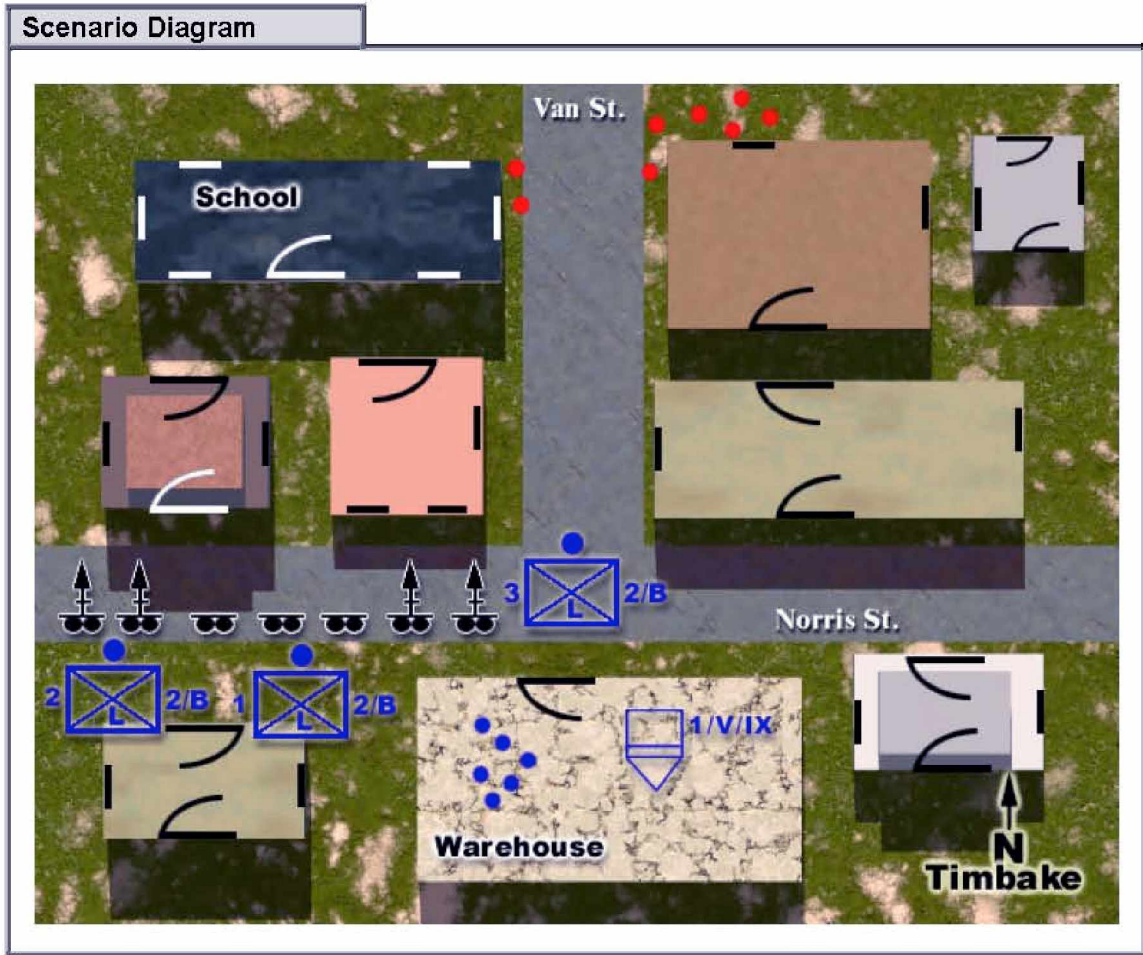 Scenario Diagram
Van St.
School
3 2/B
Norris St.
2 L 2/B 1 L 2/B
L
1/V/IX
Warehouse
N
Timbake